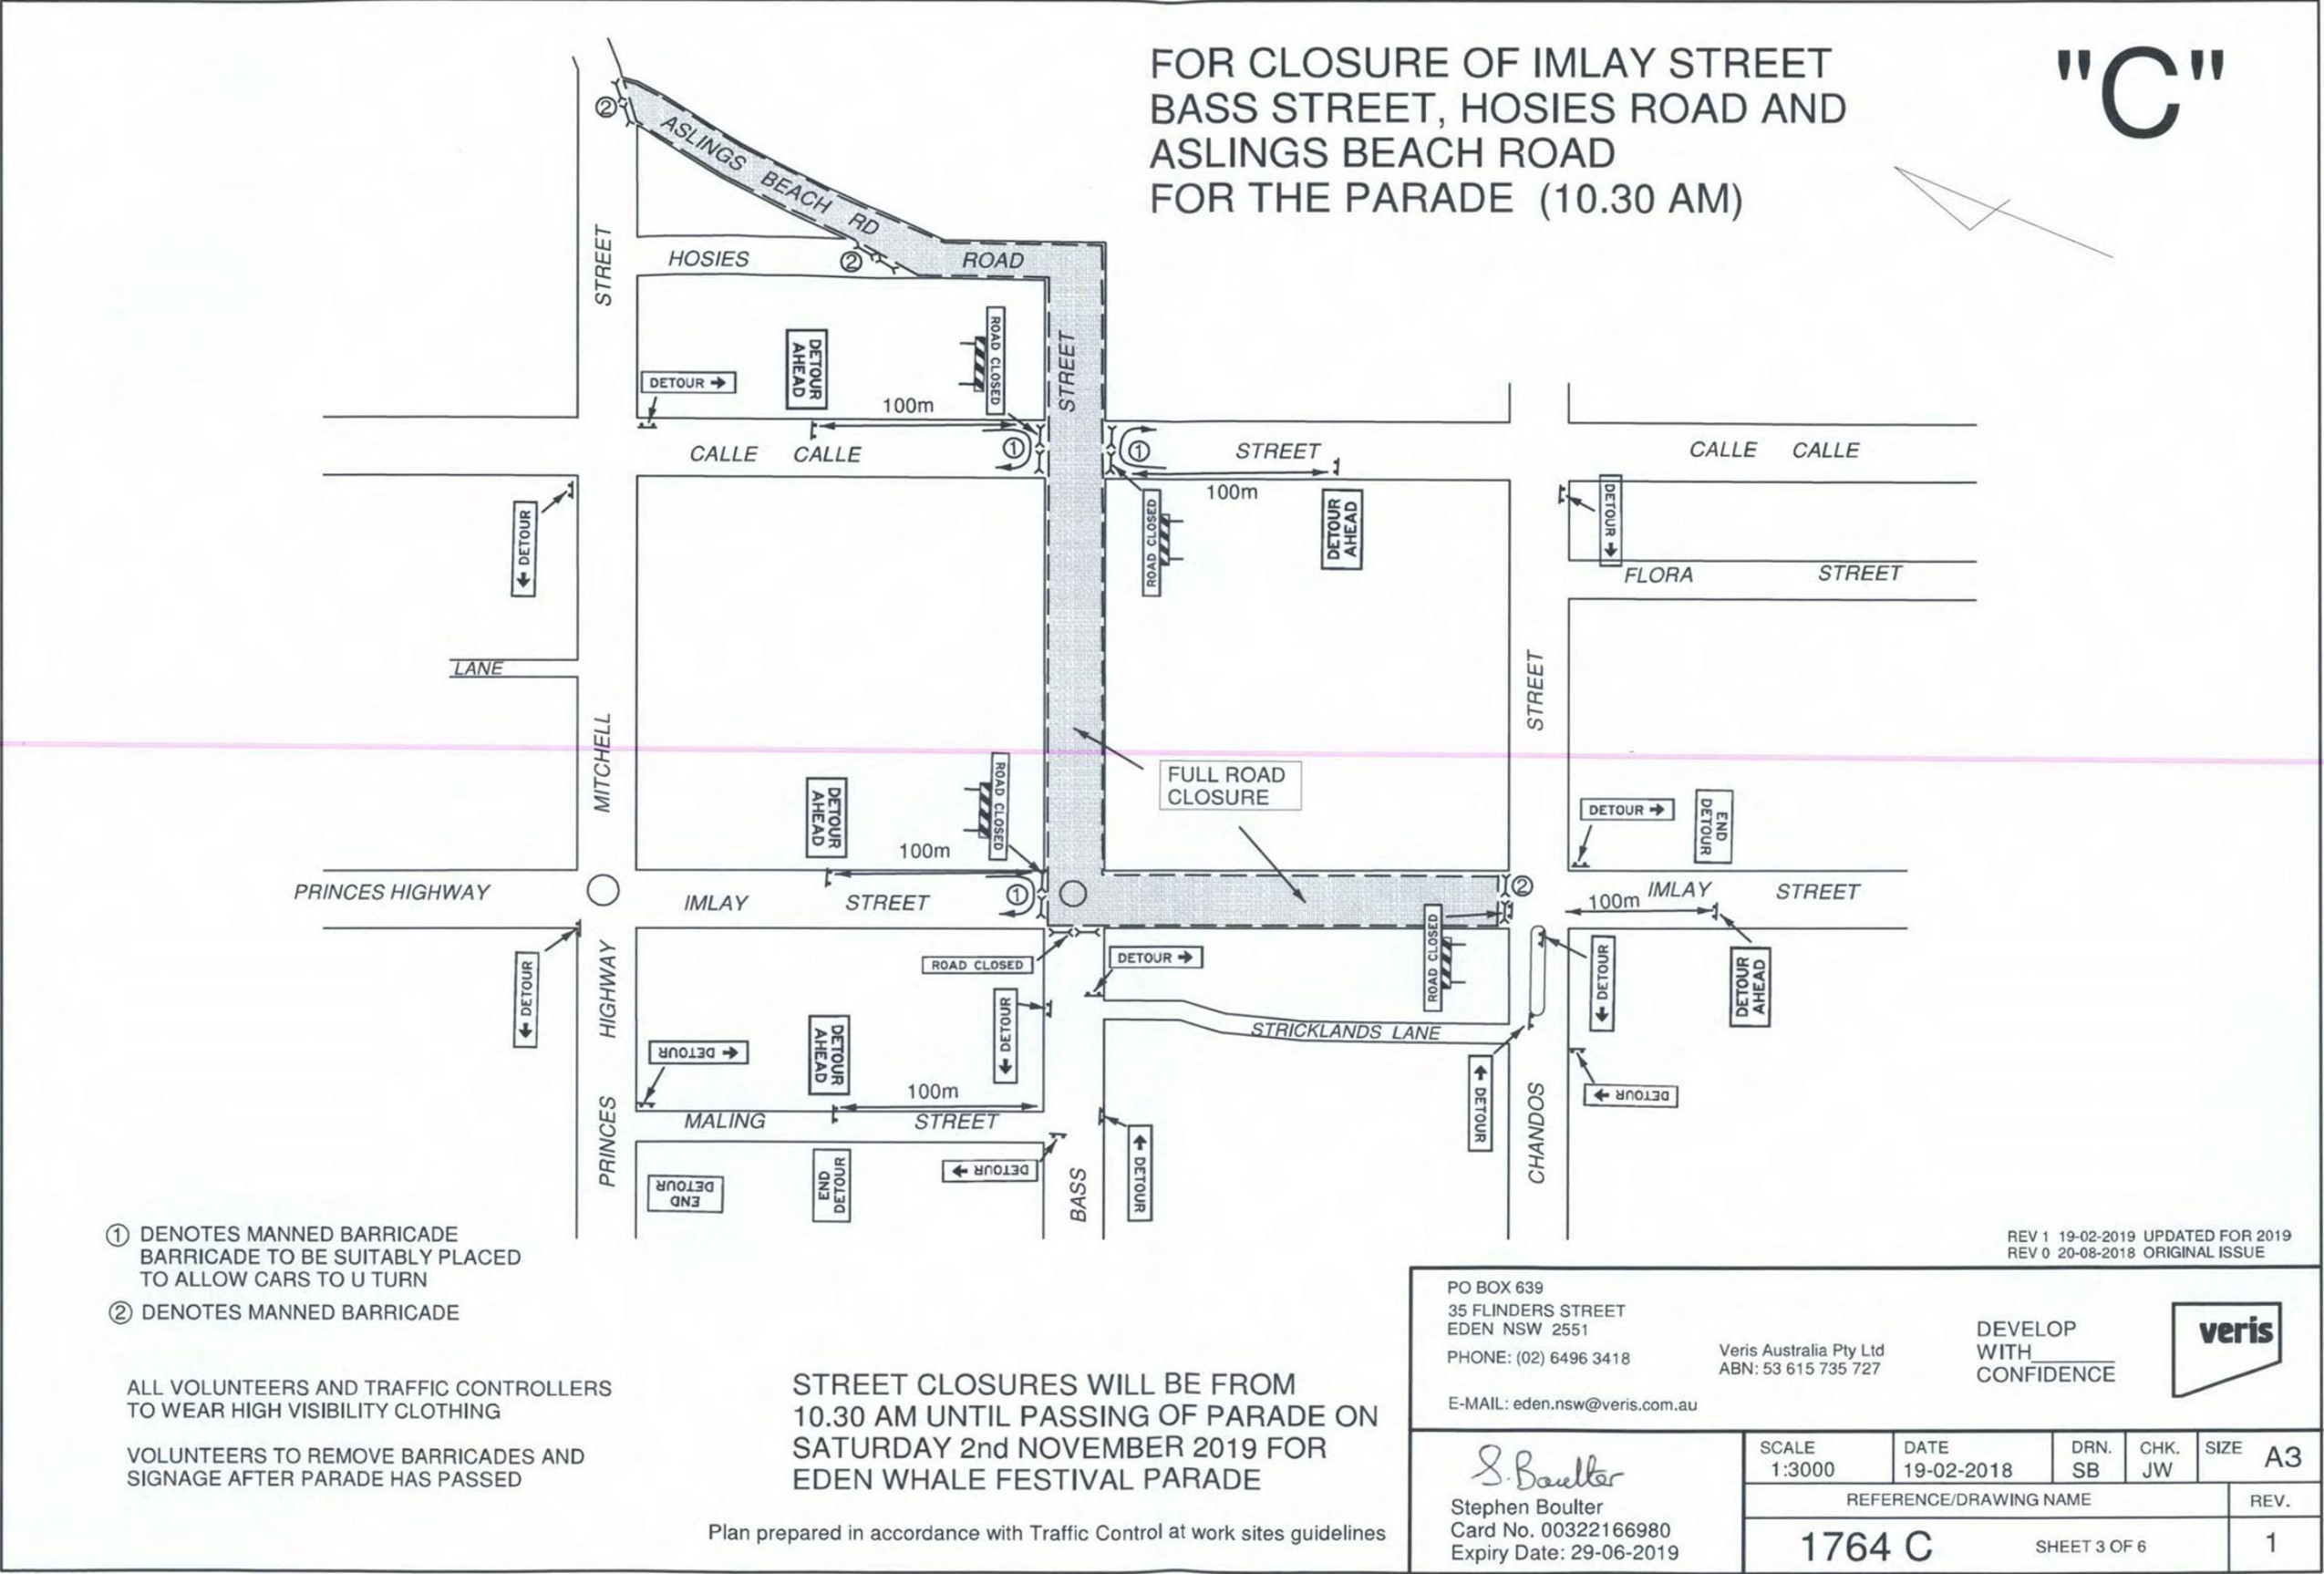 FOR CLOSURE OF IMLAY STREET
BASS STREET, HOSIES ROAD AND
ASLINGS BEACH ROAD
FOR THE PARADE (10.30 AM)
"C"
②
ASLINGS BEACH RD
STREET
HOSIES
②
ROAD
STREET
ROAD CLOSED
DETOUR
AHEAD
DETOUR →
100m
CALLE CALLE
①
①
STREET
CALLE CALLE
100m
← DETOUR
ROAD CLOSED
DETOUR
AHEAD
DETOUR →
FLORA STREET
LANE
STREET
MITCHELL
FULL ROAD
CLOSURE
ROAD CLOSED
DETOUR
AHEAD
100m
DETOUR →
END
DETOUR
PRINCES HIGHWAY
IMLAY STREET
①
②
IMLAY STREET
100m
← DETOUR
HIGHWAY
ROAD CLOSED
DETOUR →
ROAD CLOSED
← DETOUR
DETOUR
AHEAD
← DETOUR
STRICKLANDS LANE
DETOUR →
DETOUR
AHEAD
100m
← DETOUR
← DETOUR
CHANDOS
PRINCES
MALING STREET
DETOUR →
← DETOUR
BASS
END
DETOUR
END
DETOUR
① DENOTES MANNED BARRICADE
BARRICADE TO BE SUITABLY PLACED
TO ALLOW CARS TO U TURN
② DENOTES MANNED BARRICADE
ALL VOLUNTEERS AND TRAFFIC CONTROLLERS
TO WEAR HIGH VISIBILITY CLOTHING
VOLUNTEERS TO REMOVE BARRICADES AND
SIGNAGE AFTER PARADE HAS PASSED
STREET CLOSURES WILL BE FROM
10.30 AM UNTIL PASSING OF PARADE ON
SATURDAY 2nd NOVEMBER 2019 FOR
EDEN WHALE FESTIVAL PARADE
Plan prepared in accordance with Traffic Control at work sites guidelines
REV 1 19-02-2019 UPDATED FOR 2019
REV 0 20-08-2018 ORIGINAL ISSUE
PO BOX 639
35 FLINDERS STREET
EDEN NSW 2551
PHONE: (02) 6496 3418
E-MAIL: eden.nsw@veris.com.au
Veris Australia Pty Ltd
ABN: 53 615 735 727
DEVELOP
WITH
CONFIDENCE
veris
S. Boulter
Stephen Boulter
Card No. 00322166980
Expiry Date: 29-06-2019
SCALE
1:3000
DATE
19-02-2018
DRN.
SB
CHK.
JW
SIZE A3
REFERENCE/DRAWING NAME
REV.
1764 C
SHEET 3 OF 6
1